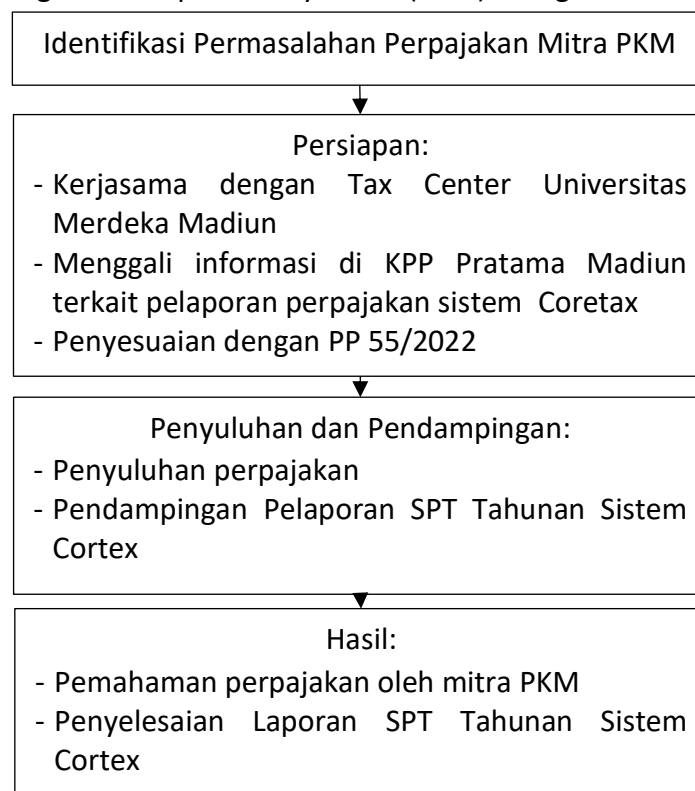 Identifikasi Permasalahan Perpajakan Mitra PKM
Persiapan:
- Kerjasama dengan Tax Center Universitas
Merdeka Madiun
- Menggali informasi di KPP Pratama Madiun
terkait pelaporan perpajakan sistem Coretax
- Penyesuaian dengan PP 55/2022
Penyuluhan dan Pendampingan:
- Penyuluhan perpajakan
- Pendampingan Pelaporan SPT Tahunan Sistem
Cortex
Hasil:
- Pemahaman perpajakan oleh mitra PKM
- Penyelesaian Laporan SPT Tahunan Sistem
Cortex